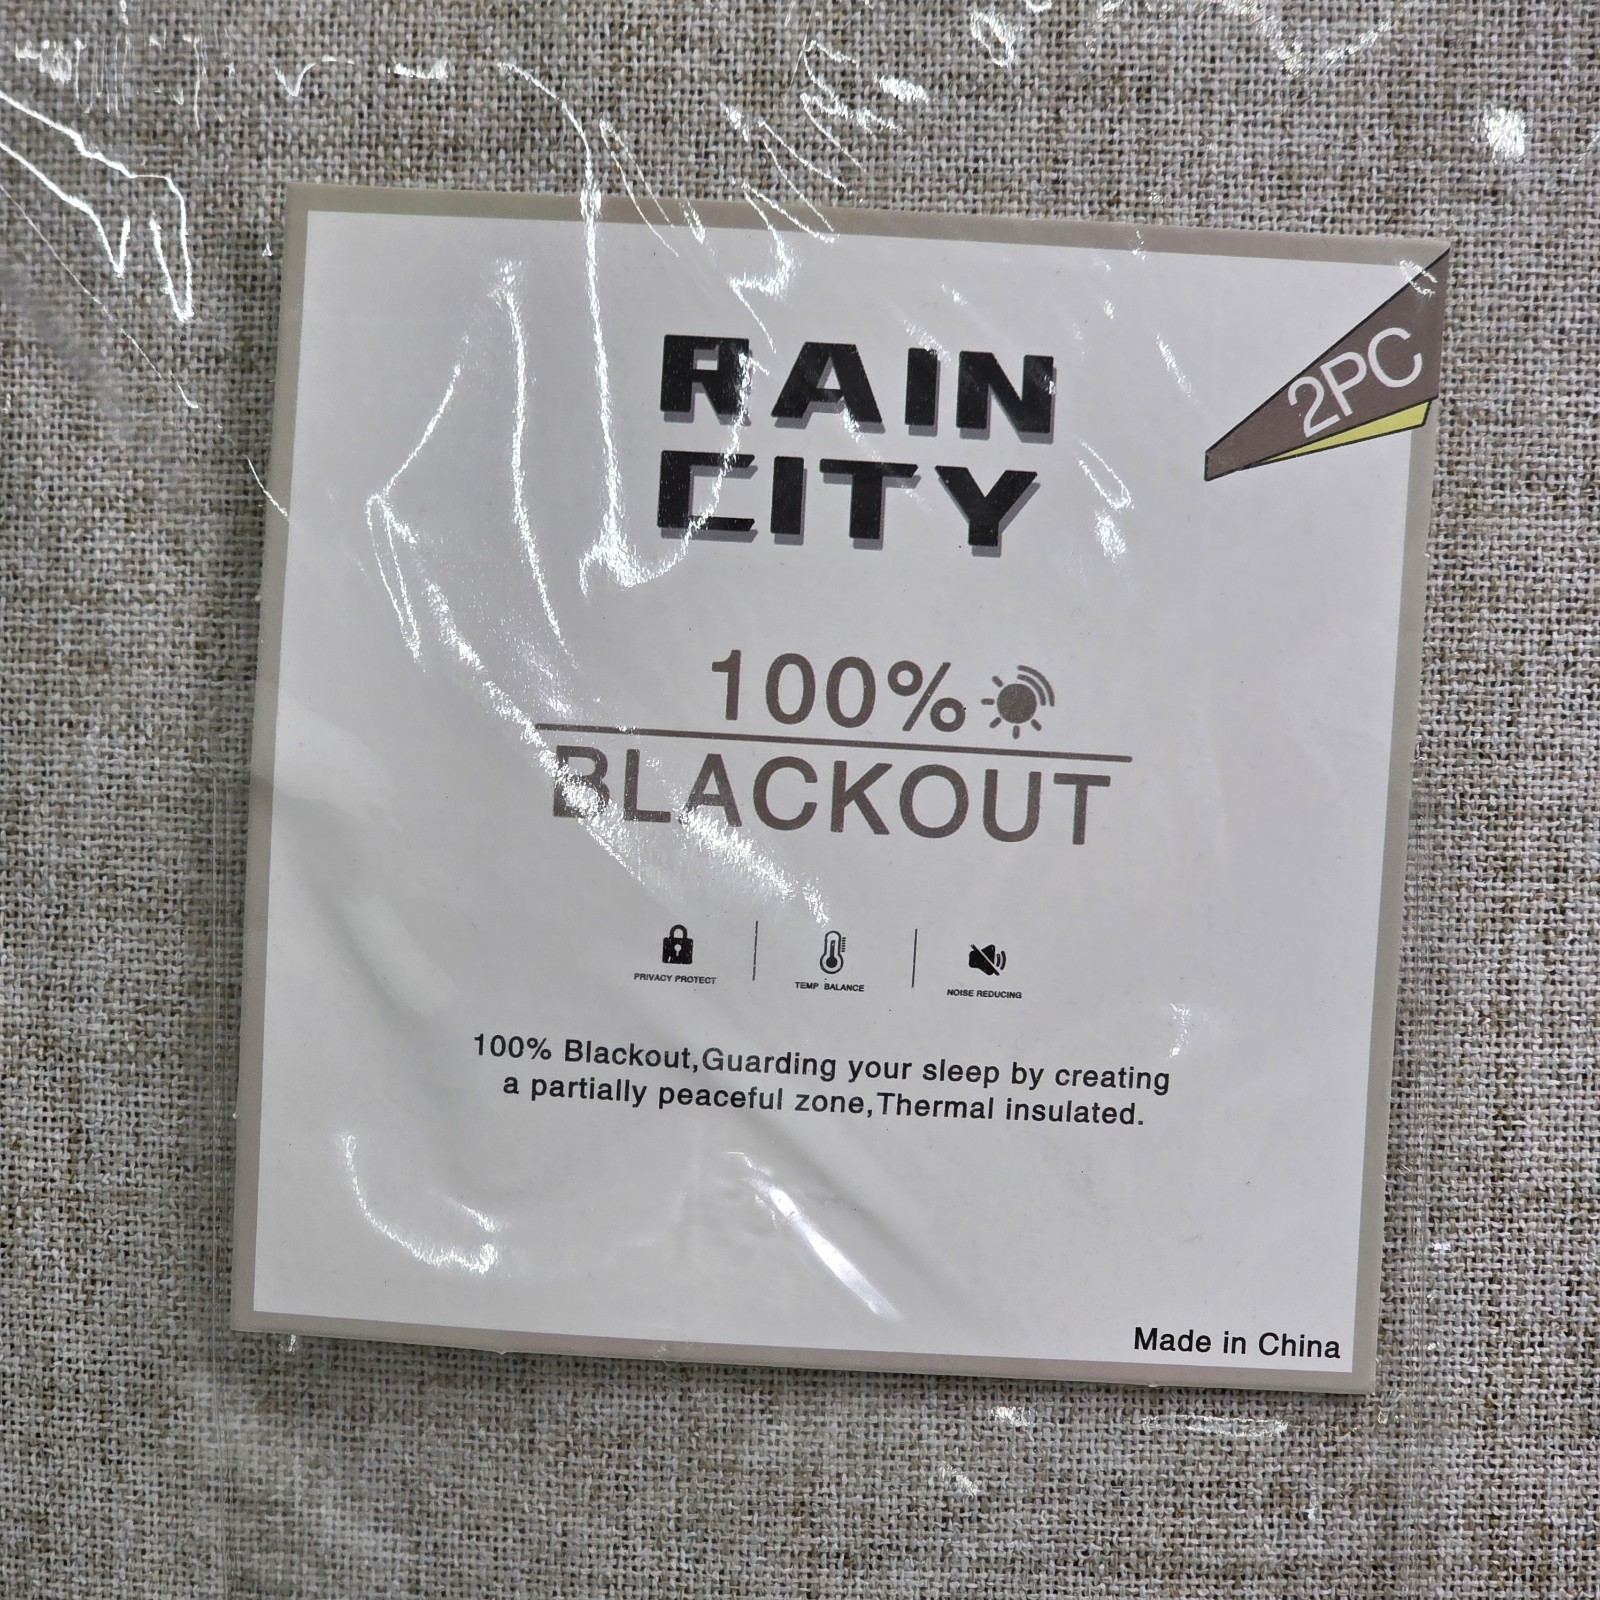 RAIN
CITY
2PC
100%
BLACKOUT
PRIVACY PROTECT
TEMP BALANCE
NOISE REDUCING
100% Blackout,Guarding your sleep by creating
a partially peaceful zone,Thermal insulated.
Made in China